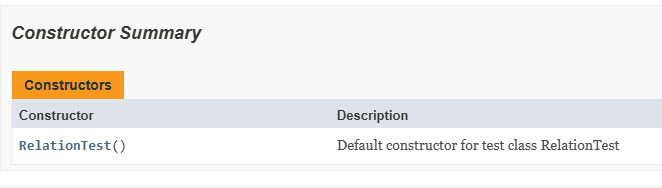 Constructor Summary
Constructors
Constructor Description
RelationTest() Default constructor for test class RelationTest